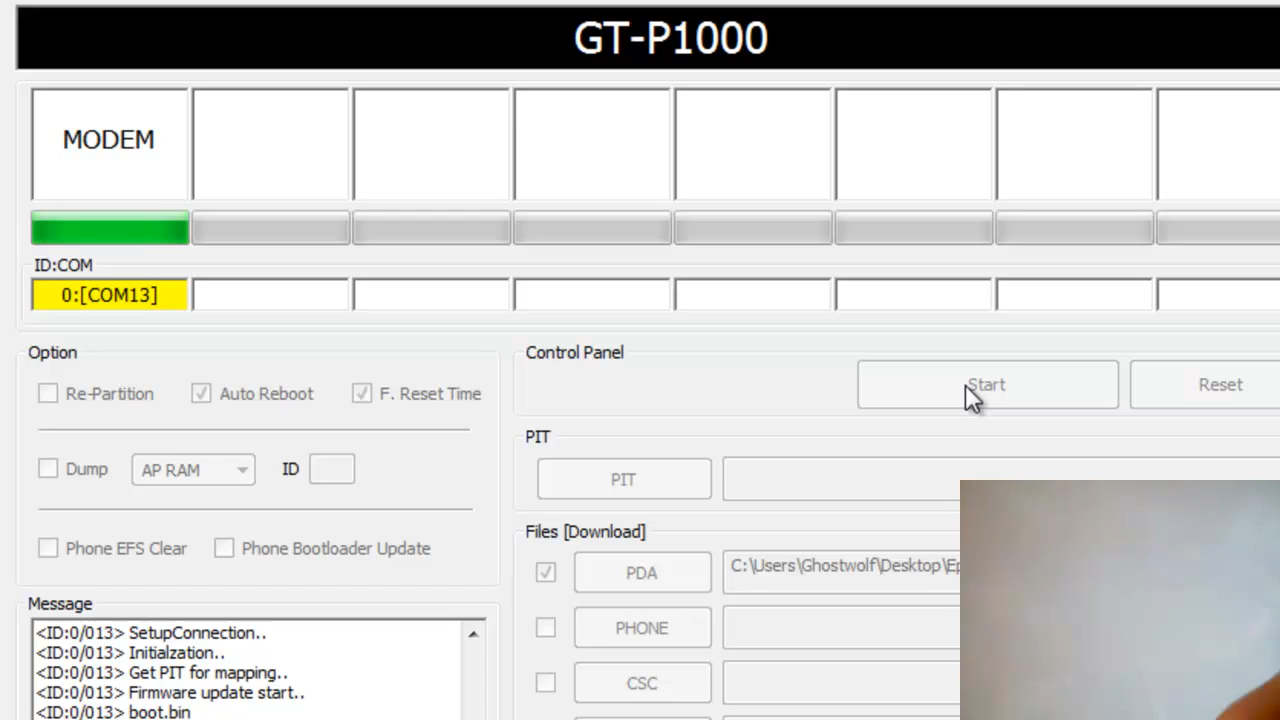 GT-P1000
MODEM
ID:COM
0:[COM13]
Option
Re-Partition Auto Reboot F. Reset Time
Dump AP RAM ID
Phone EFS Clear Phone Bootloader Update
Message
<ID:0/013> SetupConnection..
<ID:0/013> Initialzation..
<ID:0/013> Get PIT for mapping..
<ID:0/013> Firmware update start..
<ID:0/013> boot.bin
Control Panel
Start Reset
PIT
PIT
Files [Download]
PDA C:\Users\Ghostwolf\Desktop\Ep
PHONE
CSC